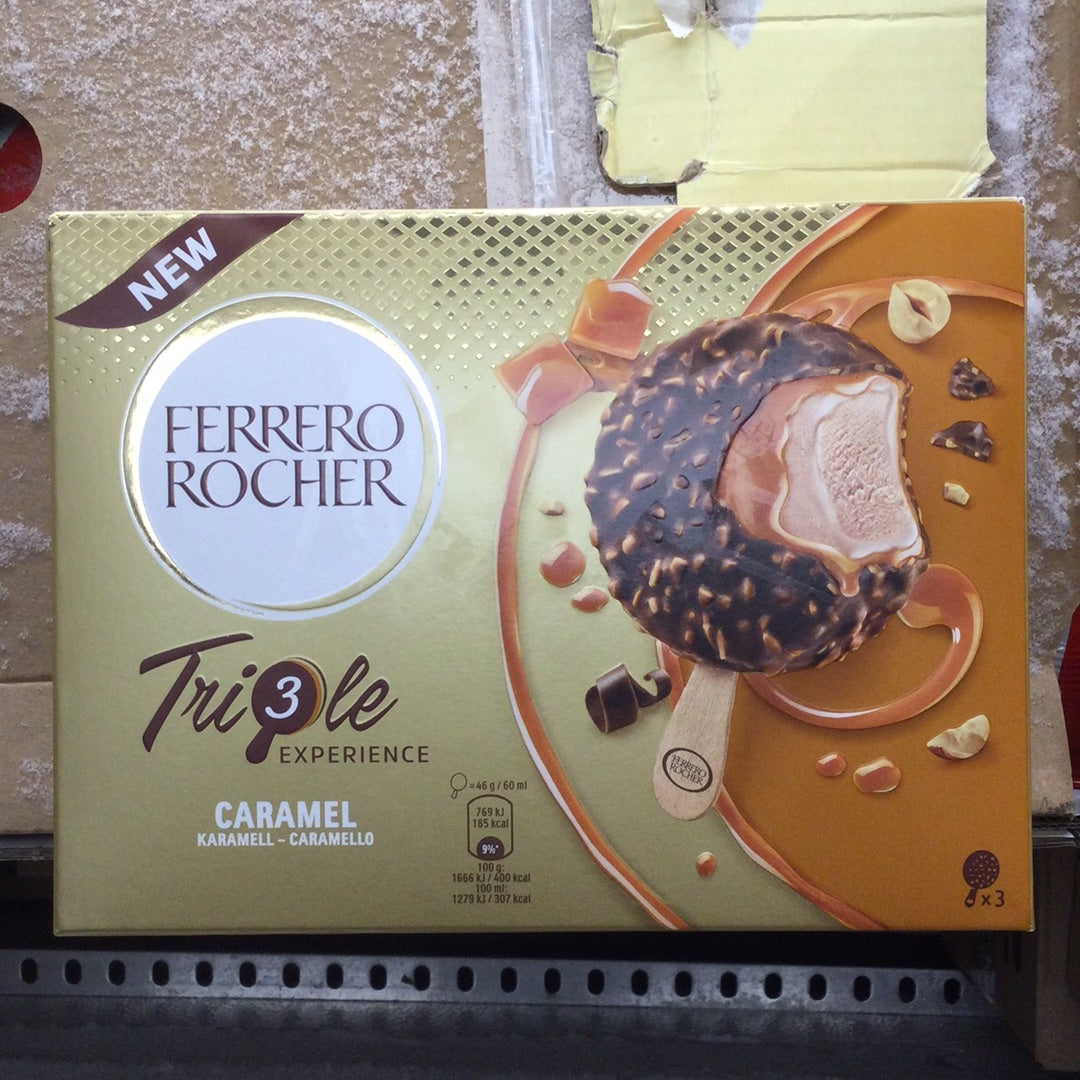 NEW
FERRERO
ROCHER
Tri3le
EXPERIENCE
CARAMEL
KARAMELL – CARAMELLO
=46 g / 60 ml
769 kJ
185 kcal
9%*
100 g:
1666 kJ / 400 kcal
100 ml:
1279 kJ / 307 kcal
FERRERO
ROCHER
x3